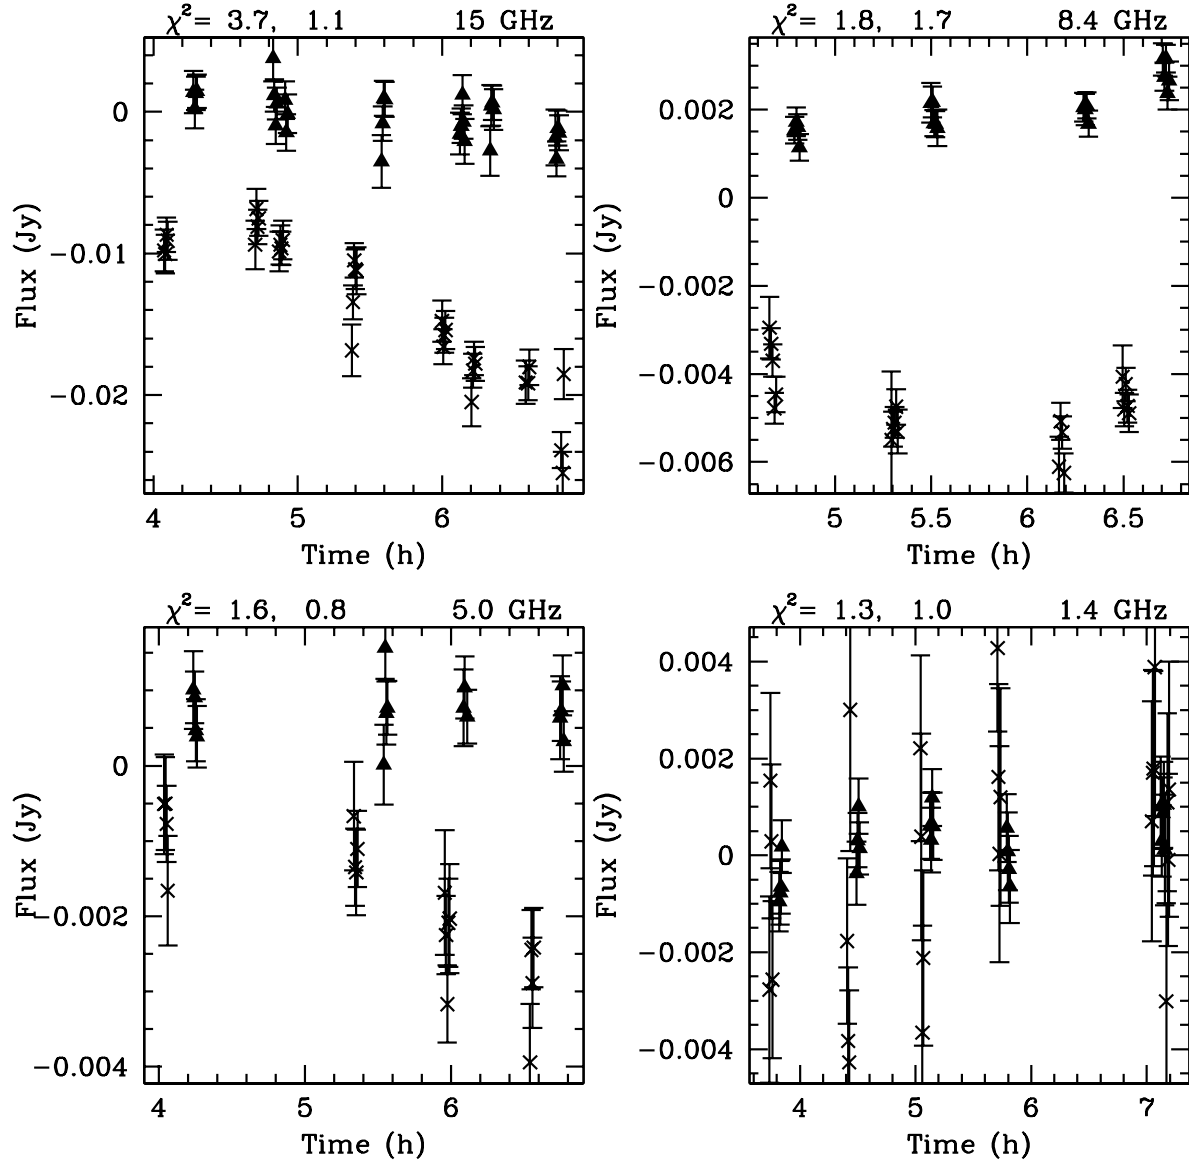 χ²= 3.7, 1.1 15 GHz
0
−0.01
−0.02
Flux (Jy)
4 5 6
Time (h)
χ²= 1.8, 1.7 8.4 GHz
0.002
0
−0.002
−0.004
−0.006
Flux (Jy)
5 5.5 6 6.5
Time (h)
χ²= 1.6, 0.8 5.0 GHz
0
−0.002
−0.004
Flux (Jy)
4 5 6
Time (h)
χ²= 1.3, 1.0 1.4 GHz
0.004
0.002
0
−0.002
−0.004
Flux (Jy)
4 5 6 7
Time (h)